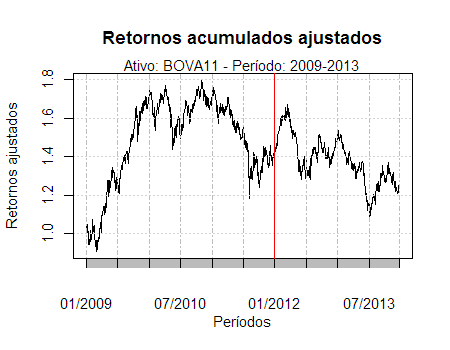 Retornos acumulados ajustados
Ativo: BOVA11 - Período: 2009-2013
Retornos ajustados
1.8
1.6
1.4
1.2
1.0
01/2009 07/2010 01/2012 07/2013
Períodos